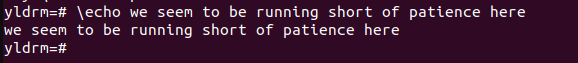 yldrm=# \echo we seem to be running short of patience here
we seem to be running short of patience here
yldrm=#